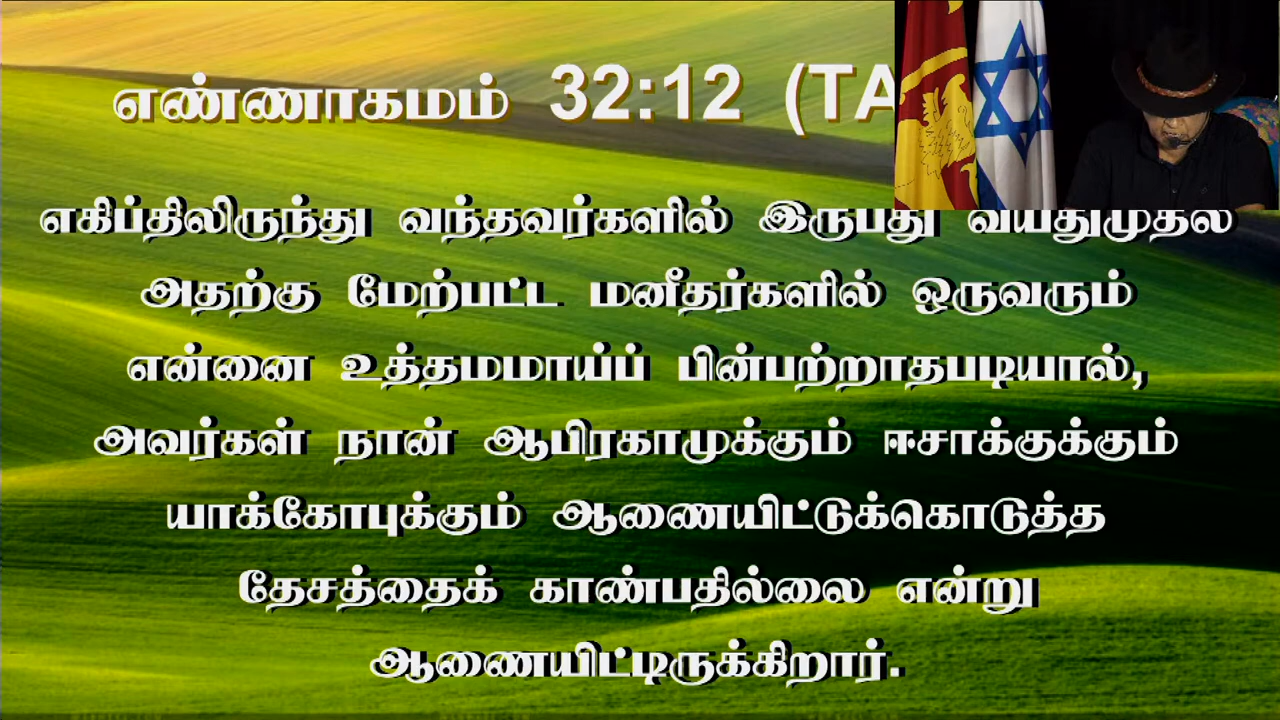 எண்ணாகமம் 32:12 (TA
எகிப்திலிருந்து வந்தவர்களில் இருபது வயதுமுதல்
அதற்கு மேற்பட்ட மனிதர்களில் ஒருவரும்
என்னை உத்தமமாய்ப் பின்பற்றாதபடியால்,
அவர்கள் நான் ஆபிரகாமுக்கும் ஈசாக்குக்கும்
யாக்கோபுக்கும் ஆணையிட்டுக்கொடுத்த
தேசத்தைக் காண்பதில்லை என்று
ஆணையிட்டிருக்கிறார்.